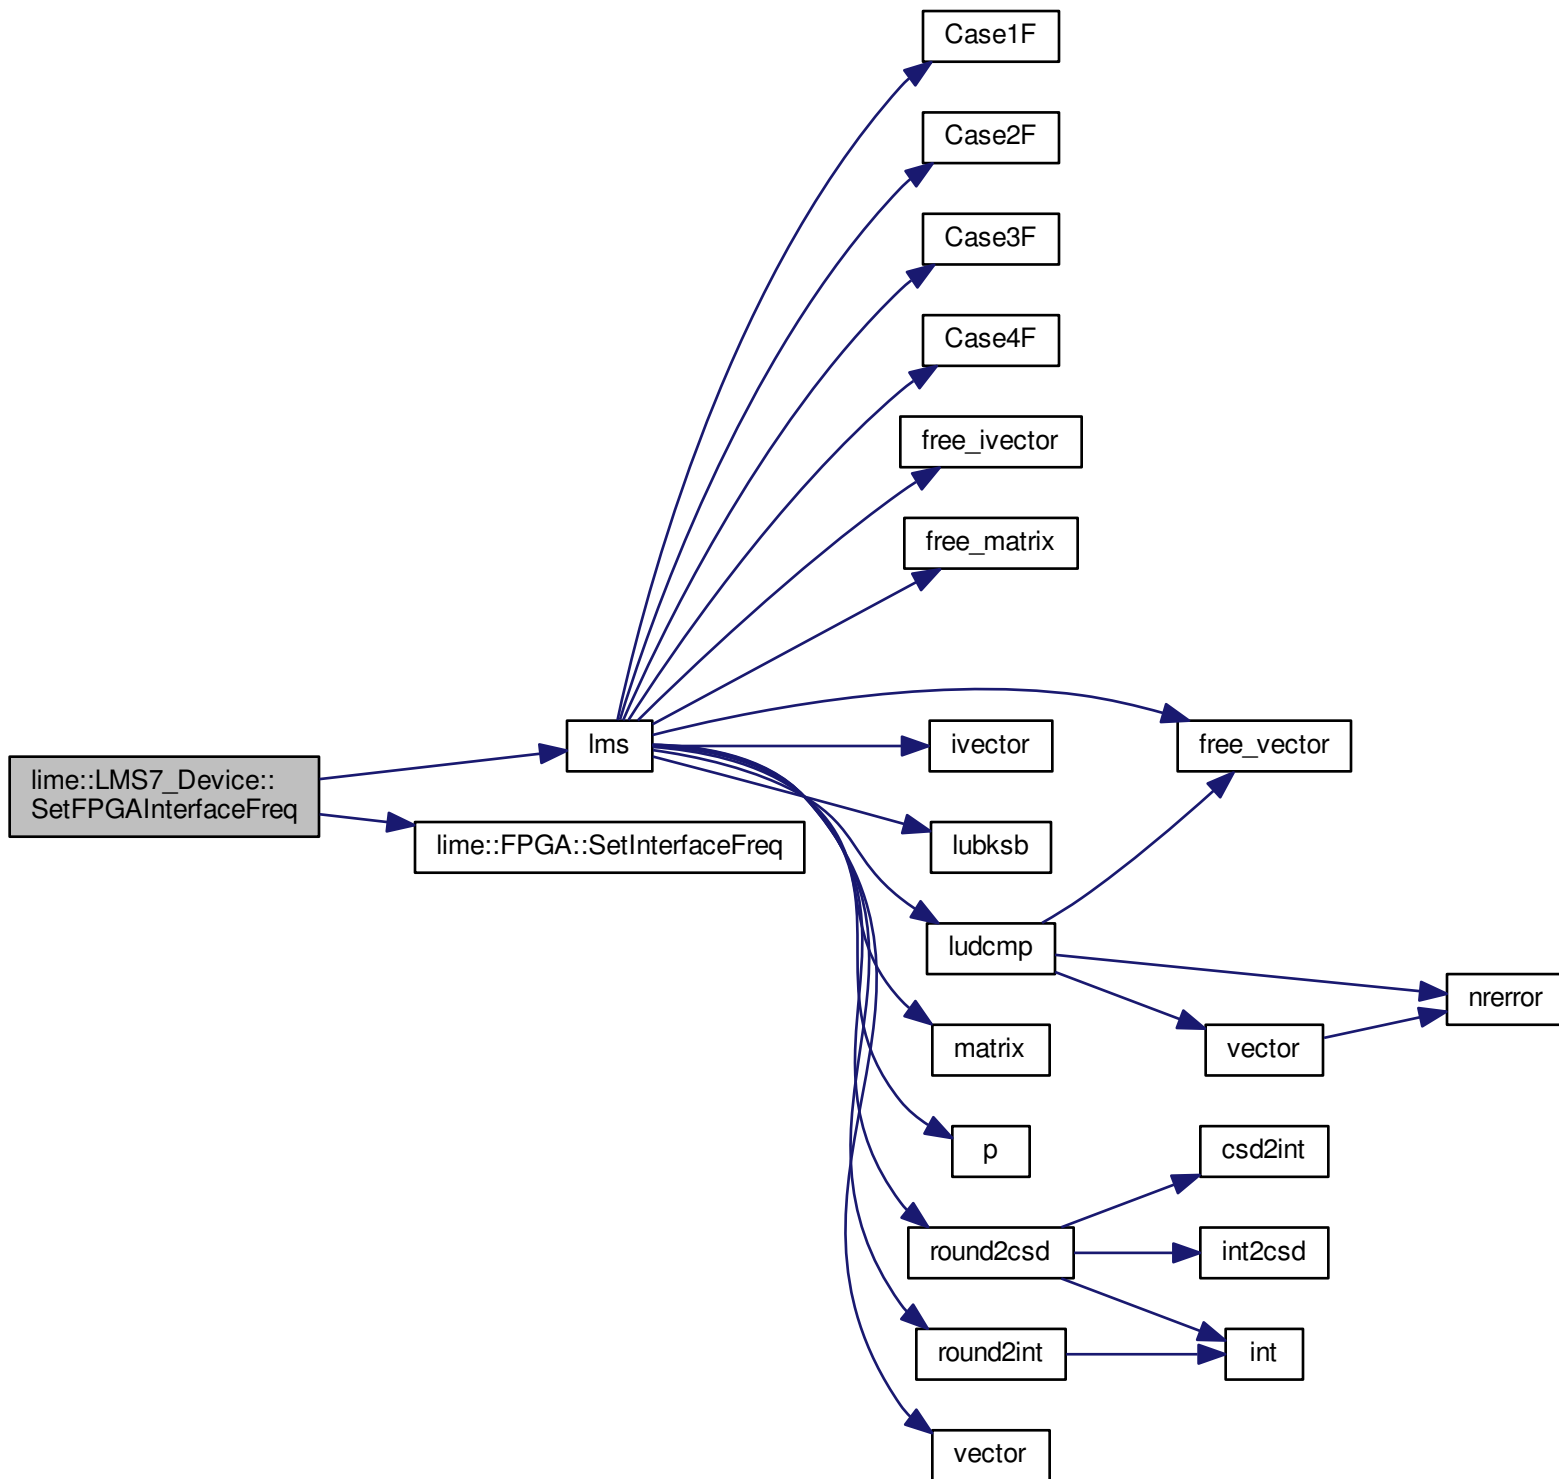 Case1F
Case2F
Case3F
Case4F
free_ivector
free_matrix
lms
ivector
free_vector
lime::LMS7_Device::
SetFPGAInterfaceFreq
lime::FPGA::SetInterfaceFreq
lubksb
ludcmp
nrerror
matrix
vector
p
csd2int
round2csd
int2csd
round2int
int
vector